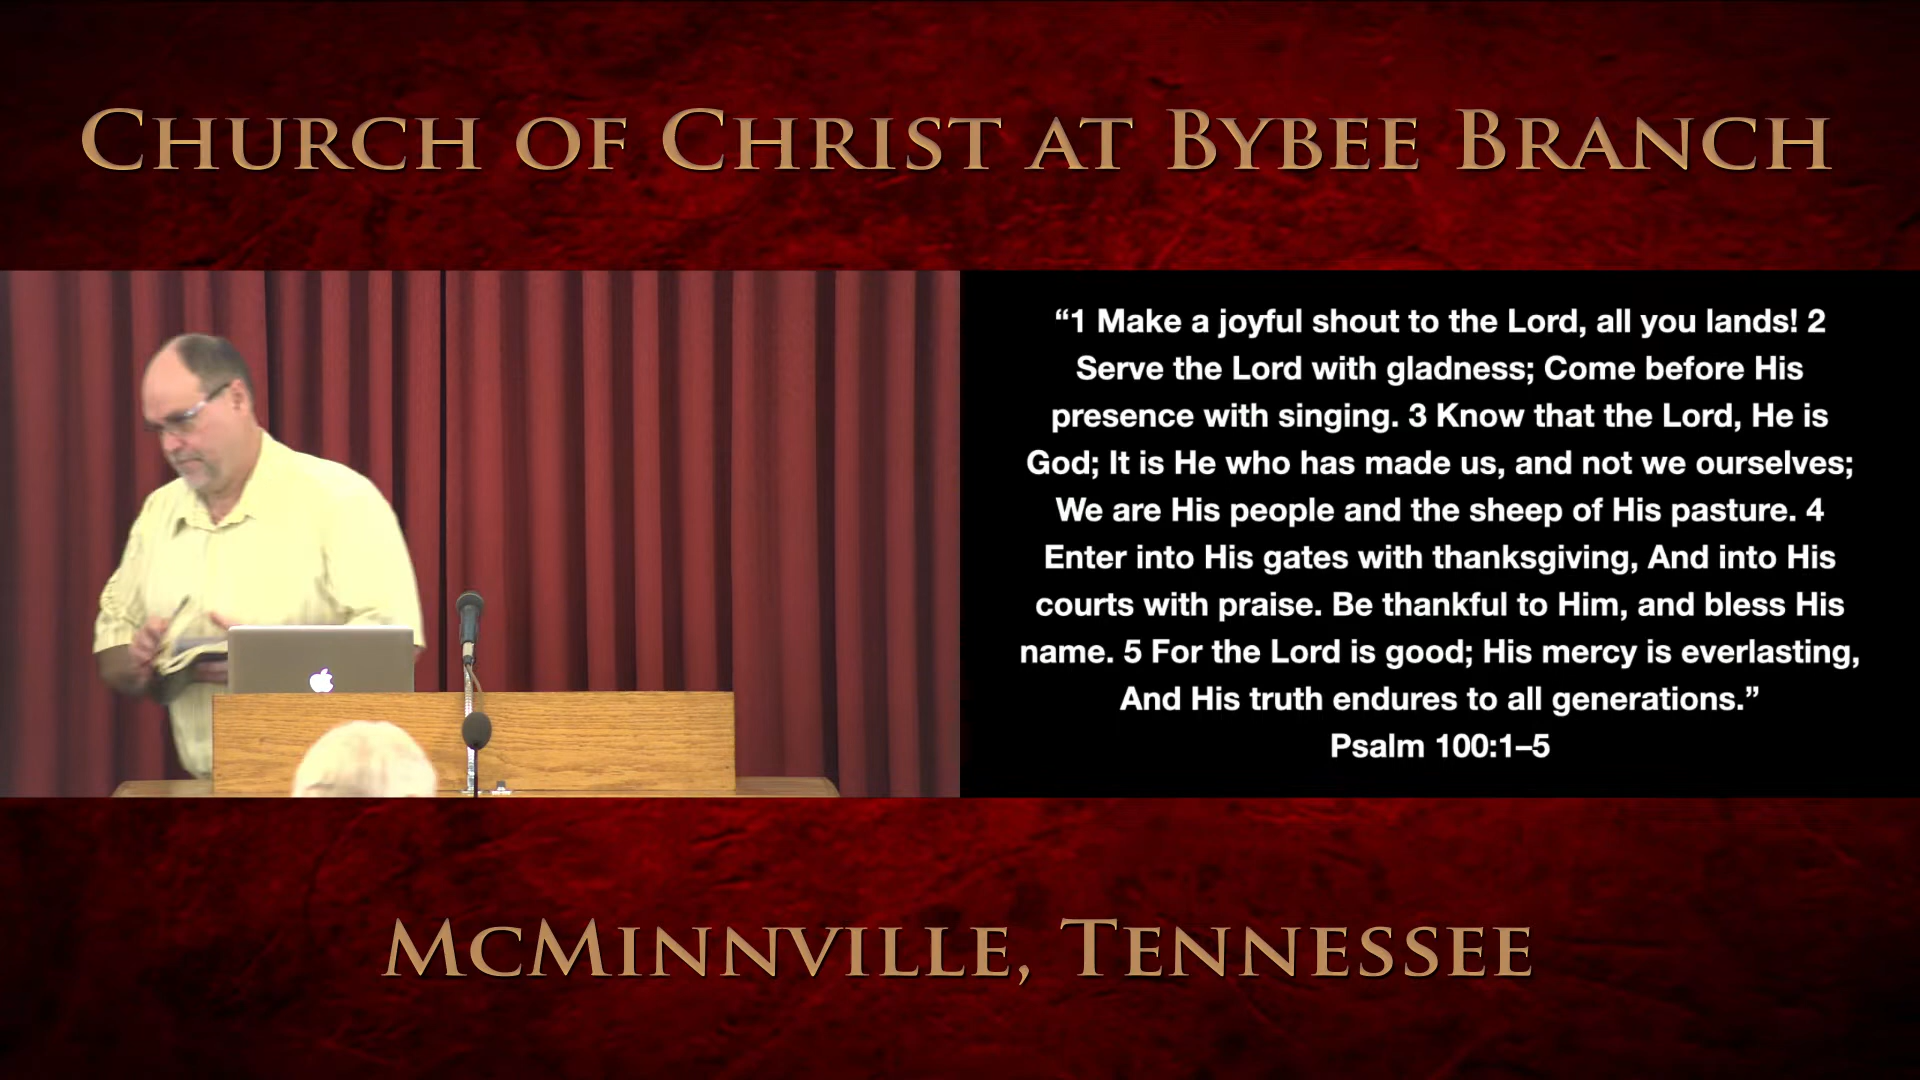 Church of Christ at Bybee Branch
“1 Make a joyful shout to the Lord, all you lands! 2
Serve the Lord with gladness; Come before His
presence with singing. 3 Know that the Lord, He is
God; It is He who has made us, and not we ourselves;
We are His people and the sheep of His pasture. 4
Enter into His gates with thanksgiving, And into His
courts with praise. Be thankful to Him, and bless His
name. 5 For the Lord is good; His mercy is everlasting,
And His truth endures to all generations.”
Psalm 100:1–5
McMinnville, Tennessee